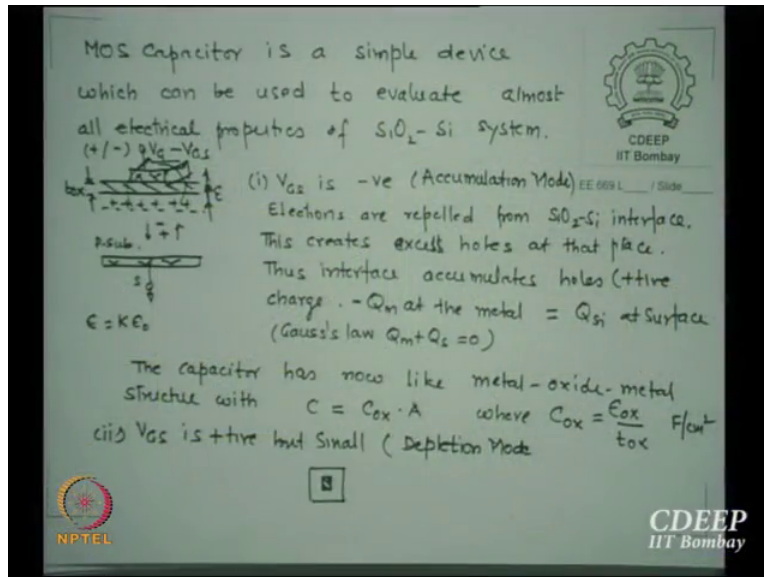 MOS Capacitor is a simple device
which can be used to evaluate almost
all electrical properties of SiO2-Si system.
(+/-) VG - VGS
tox
+ + + + +
P-Sub.
S
ε = Kε0
(i) VGS is -ve (Accumulation Mode)
EE 669 L___ / Slide___
Electrons are repelled from SiO2-Si interface.
This creates excess holes at that place.
Thus interface accumulates holes (+tive
charge. -Qm at the metal = Qsi at surface
(Gauss's law Qm+Qs =0)
The capacitor has now like metal-oxide-metal
structue with C = Cox . A where Cox = εox/tox F/cm2
(ii) VGS is +tive but Small ( Depletion Mode
CDEEP
IIT Bombay
NPTEL
CDEEP
IIT Bombay